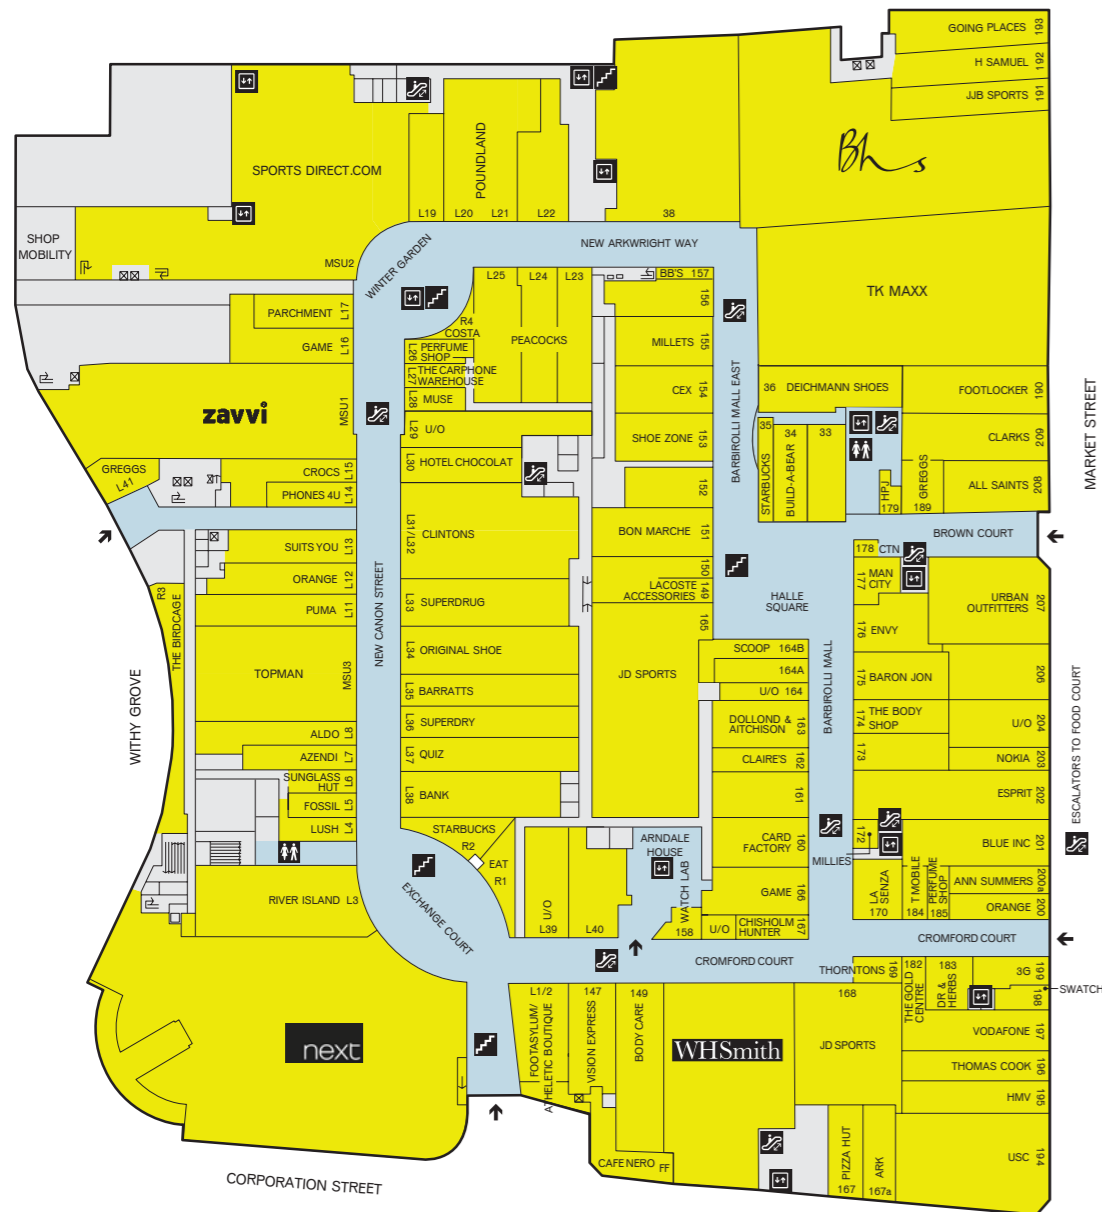 GOING PLACES 193
H SAMUEL 192
JJB SPORTS 191
Bhs
SPORTS DIRECT.COM
POUNDLAND
L19
L20
L21
L22
38
SHOP
MOBILITY
MSU2
WINTER GARDEN
NEW ARKWRIGHT WAY
BB'S 157
156
TK MAXX
PARCHMENT L17
GAME L16
R4
COSTA
L25
L24
L23
PEACOCKS
L26 PERFUME
SHOP
L27 THE CARPHONE
WAREHOUSE
L28 MUSE
L29 U/O
MILLETS 155
CEX 154
SHOE ZONE 153
152
BARBIROLLI MALL EAST
36 DEICHMANN SHOES
FOOTLOCKER 190
CLARKS 209
ALL SAINTS 208
MARKET STREET
zavvi
MSU1
35
STARBUCKS
34
BUILD-A-BEAR
33
HPJ
179
GREGGS
189
GREGGS
L41
CROCS L15
PHONES 4U L14
L30 HOTEL CHOCOLAT
L31/L32
CLINTONS
BON MARCHE 151
150
LACOSTE
ACCESSORIES 149
165
BROWN COURT
178 CTN
177 MAN
CITY
176 ENVY
URBAN
OUTFITTERS 207
HALLE
SQUARE
SUITS YOU L13
ORANGE L12
PUMA L11
R3
THE BIRDCAGE
NEW CANON STREET
L33 SUPERDRUG
L34 ORIGINAL SHOE
L35 BARRATTS
L36 SUPERDRY
L37 QUIZ
L38 BANK
TOPMAN
MSU3
WITHY GROVE
JD SPORTS
SCOOP 164B
164A
U/O 164
DOLLOND &
AITCHISON 163
CLAIRE'S 162
161
BARBIROLLI MALL
175 BARON JON
174 THE BODY
SHOP
173
206
U/O 204
NOKIA 203
ESPRIT 202
BLUE INC 201
ESCALATORS TO FOOD COURT
ALDO L8
AZENDI L7
SUNGLASS
HUT L6
FOSSIL L5
LUSH L4
RIVER ISLAND L3
STARBUCKS
R2
EAT
R1
EXCHANGE COURT
U/O
L39
L40
ARNDALE
HOUSE
WATCH LAB
158
CARD
FACTORY 160
GAME 166
U/O
CHISHOLM
HUNTER 167
172
MILLIES
LA
SENZA
170
T MOBILE
184
PERFUME
SHOP
185
ANN SUMMERS 200a
ORANGE 200
CROMFORD COURT
CROMFORD COURT
THORNTONS 169
182
THE GOLD
CENTRE
183
DR &
HERBS
3G 199
198
SWATCH
next
L1/2
FOOTASYLUM/
ATHELETIC BOUTIQUE
147
VISION EXPRESS
149
BODY CARE
WHSmith
168
JD SPORTS
VODAFONE 197
THOMAS COOK 196
HMV 195
USC 194
CAFE NERO FF
PIZZA HUT
167
ARK
167a
CORPORATION STREET